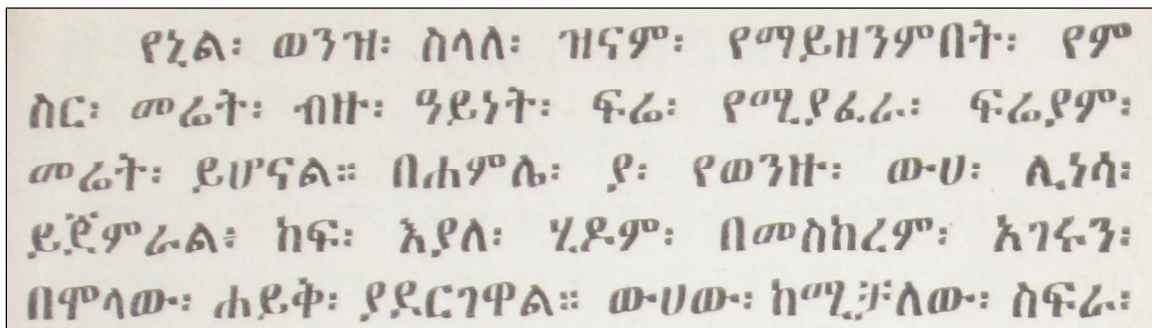 የኒል፡ ወንዝ፡ ስላለ፡ ዝናም፡ የማይዘንምበት፡ የም
ስር፡ መሬት፡ ብዙ፡ ዓይነት፡ ፍሬ፡ የሚያፈራ፡ ፍሬያም፡
መሬት፡ ይሆናል። በሐምሌ፡ ያ፡ የወንዙ፡ ውሀ፡ ሊነሳ፡
ይጀምራል፤ ከፍ፡ እያለ፡ ሂዶም፡ በመስከረም፡ አገሩን፡
በሞላው፡ ሐይቅ፡ ያደርገዋል። ውሀው፡ ከሚቻለው፡ ስፍራ፡